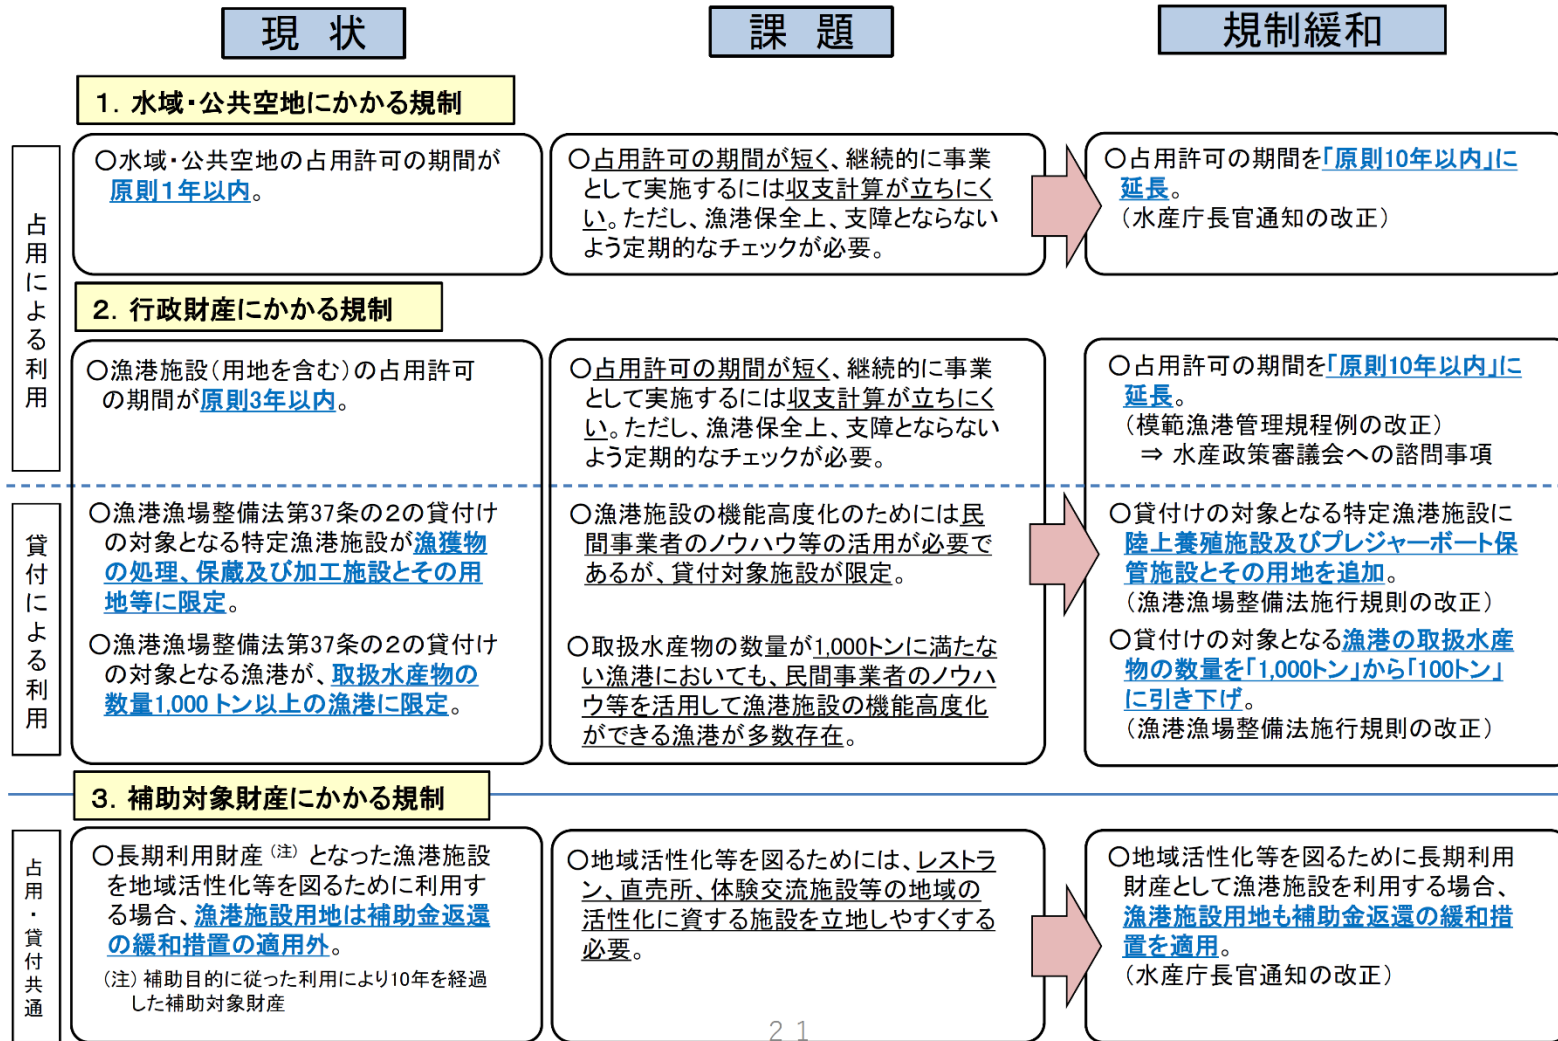 現 状
課 題
規制緩和
１．水域・公共空地にかかる規制
占用による利用
○水域・公共空地の占用許可の期間が
原則１年以内。
○占用許可の期間が短く、継続的に事業
として実施するには収支計算が立ちにく
い。ただし、漁港保全上、支障とならない
よう定期的なチェックが必要。
○占用許可の期間を「原則10年以内」に
延長。
（水産庁長官通知の改正）
２．行政財産にかかる規制
○漁港施設（用地を含む）の占用許可
の期間が原則3年以内。
○占用許可の期間が短く、継続的に事業
として実施するには収支計算が立ちにく
い。ただし、漁港保全上、支障とならない
よう定期的なチェックが必要。
○占用許可の期間を「原則10年以内」に
延長。
（模範漁港管理規程例の改正）
⇒ 水産政策審議会への諮問事項
貸付による利用
○漁港漁場整備法第37条の２の貸付け
の対象となる特定漁港施設が漁獲物
の処理、保蔵及び加工施設とその用
地等に限定。
○漁港漁場整備法第37条の２の貸付け
の対象となる漁港が、取扱水産物の
数量1,000 トン以上の漁港に限定。
○漁港施設の機能高度化のためには民
間事業者のノウハウ等の活用が必要で
あるが、貸付対象施設が限定。
○取扱水産物の数量が1,000トンに満たな
い漁港においても、民間事業者のノウハ
ウ等を活用して漁港施設の機能高度化
ができる漁港が多数存在。
○貸付けの対象となる特定漁港施設に
陸上養殖施設及びプレジャーボート保
管施設とその用地を追加。
（漁港漁場整備法施行規則の改正）
○貸付けの対象となる漁港の取扱水産
物の数量を「1,000トン」から「100トン」
に引き下げ。
（漁港漁場整備法施行規則の改正）
３．補助対象財産にかかる規制
占用・貸付共通
○長期利用財産（注）となった漁港施設
を地域活性化等を図るために利用す
る場合、漁港施設用地は補助金返還
の緩和措置の適用外。
（注）補助目的に従った利用により10年を経過
した補助対象財産
○地域活性化等を図るためには、レストラ
ン、直売所、体験交流施設等の地域の
活性化に資する施設を立地しやすくする
必要。
○地域活性化等を図るために長期利用
財産として漁港施設を利用する場合、
漁港施設用地も補助金返還の緩和措
置を適用。
（水産庁長官通知の改正）
２１